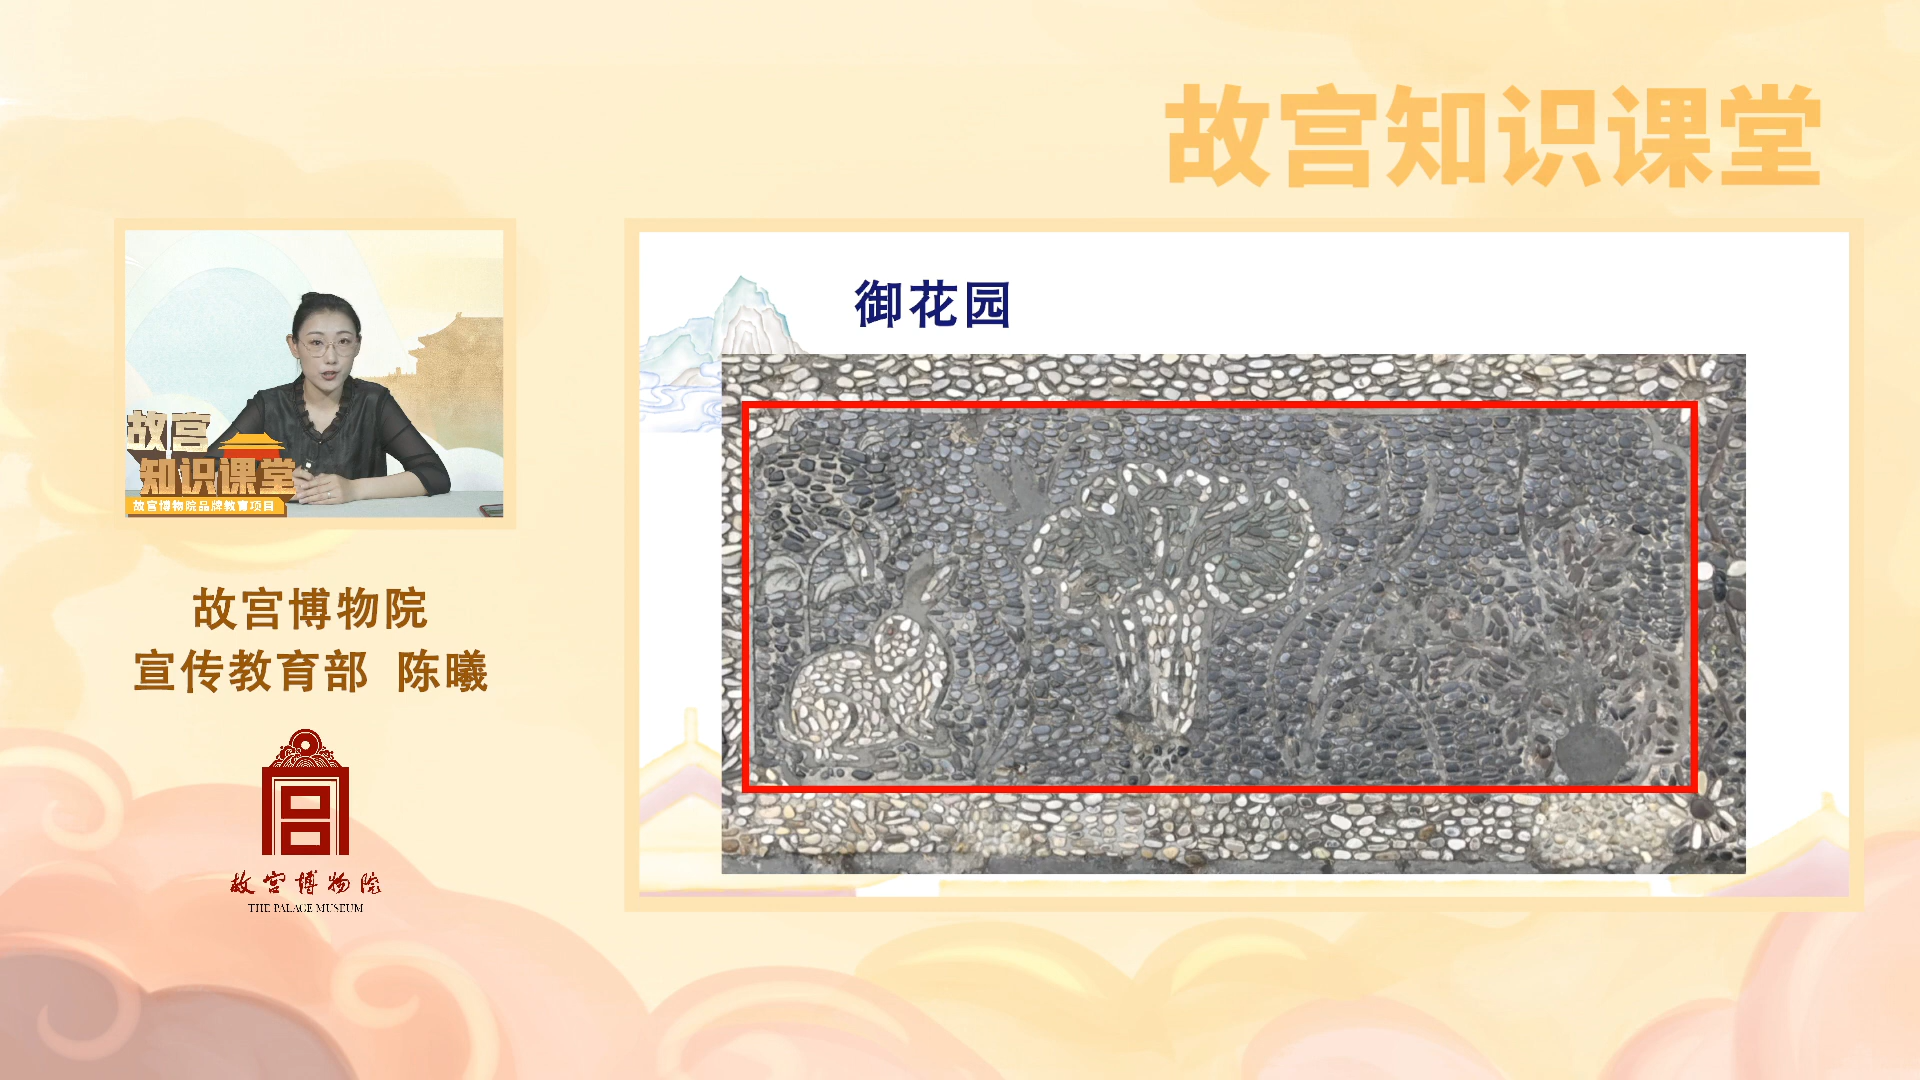 故宫知识课堂
御花园
故宫
知识课堂
故宫博物院品牌教育项目
故宫博物院
宣传教育部 陈曦
故宫博物院
THE PALACE MUSEUM